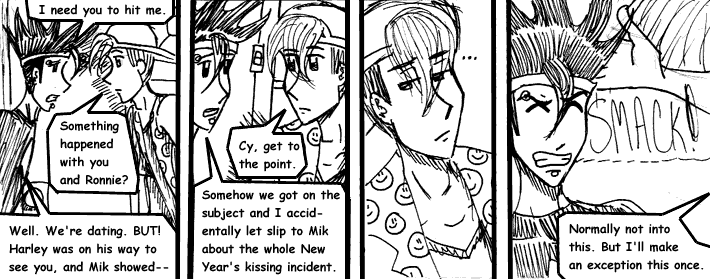 I need you to hit me.
Something
happened
with you
and Ronnie?
Well. We're dating. BUT!
Harley was on his way to
see you, and Mik showed--
Cy, get to
the point.
Somehow we got on the
subject and I accid-
entally let slip to Mik
about the whole New
Year's kissing incident.
...
SMACK!
Normally not into
this. But I'll make
an exception this once.